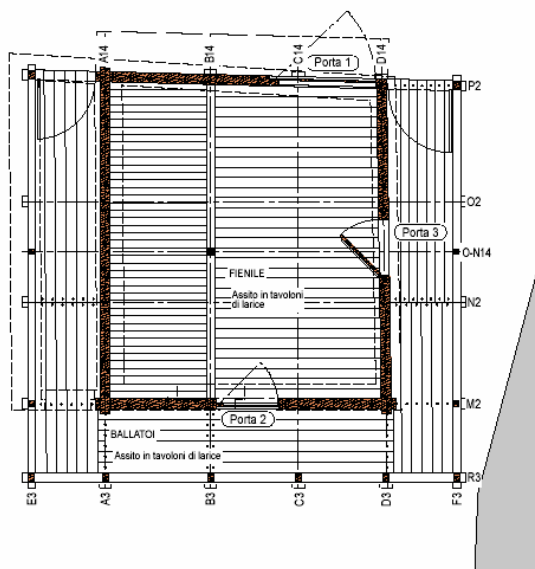 A14
B14
C14
D14
Porta 1
P2
O2
Porta 3
O-N14
FIENILE
Assito in tavoloni
di larice
N2
M2
Porta 2
BALLATOI
Assito in tavoloni di larice
R3
E3
A3
B3
C3
D3
F3